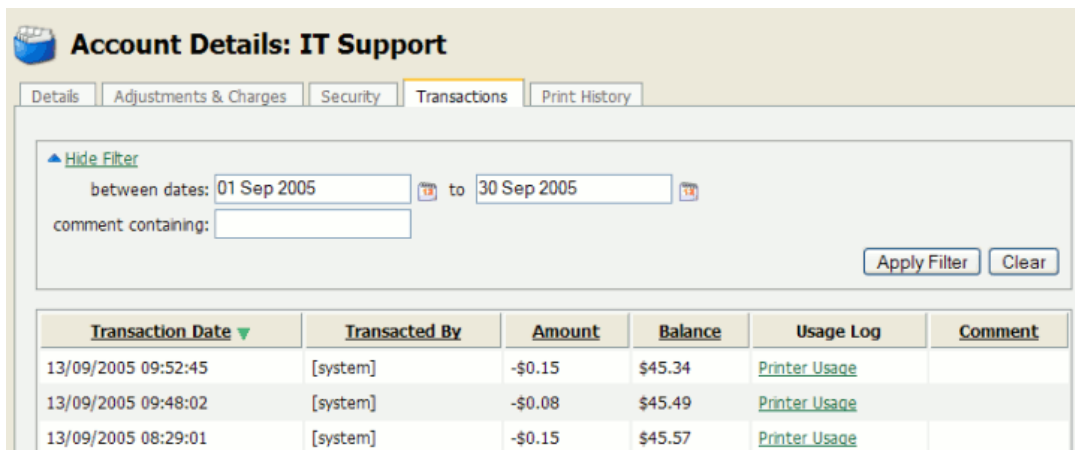 Account Details: IT Support
Details Adjustments & Charges Security Transactions Print History
Hide Filter
between dates: 01 Sep 2005 to 30 Sep 2005
comment containing:
Apply Filter Clear
Transaction Date Transacted By Amount Balance Usage Log Comment
13/09/2005 09:52:45 [system] -$0.15 $45.34 Printer Usage
13/09/2005 09:48:02 [system] -$0.08 $45.49 Printer Usage
13/09/2005 08:29:01 [system] -$0.15 $45.57 Printer Usage